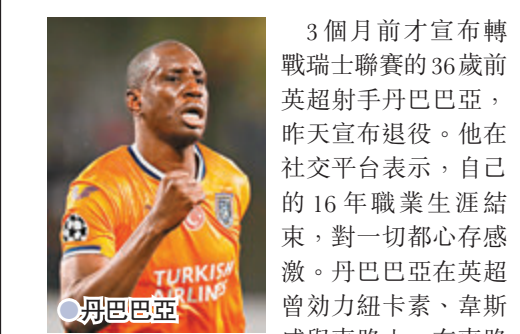 3個月前才宣布轉
戰瑞士聯賽的36歲前
英超射手丹巴巴亞，
昨天宣布退役。他在
社交平台表示，自己
的16年職業生涯結
束，對一切都心存感
激。丹巴巴亞在英超
曾効力紐卡素、韋斯
TURKISH
AIRLINES
丹巴巴亞